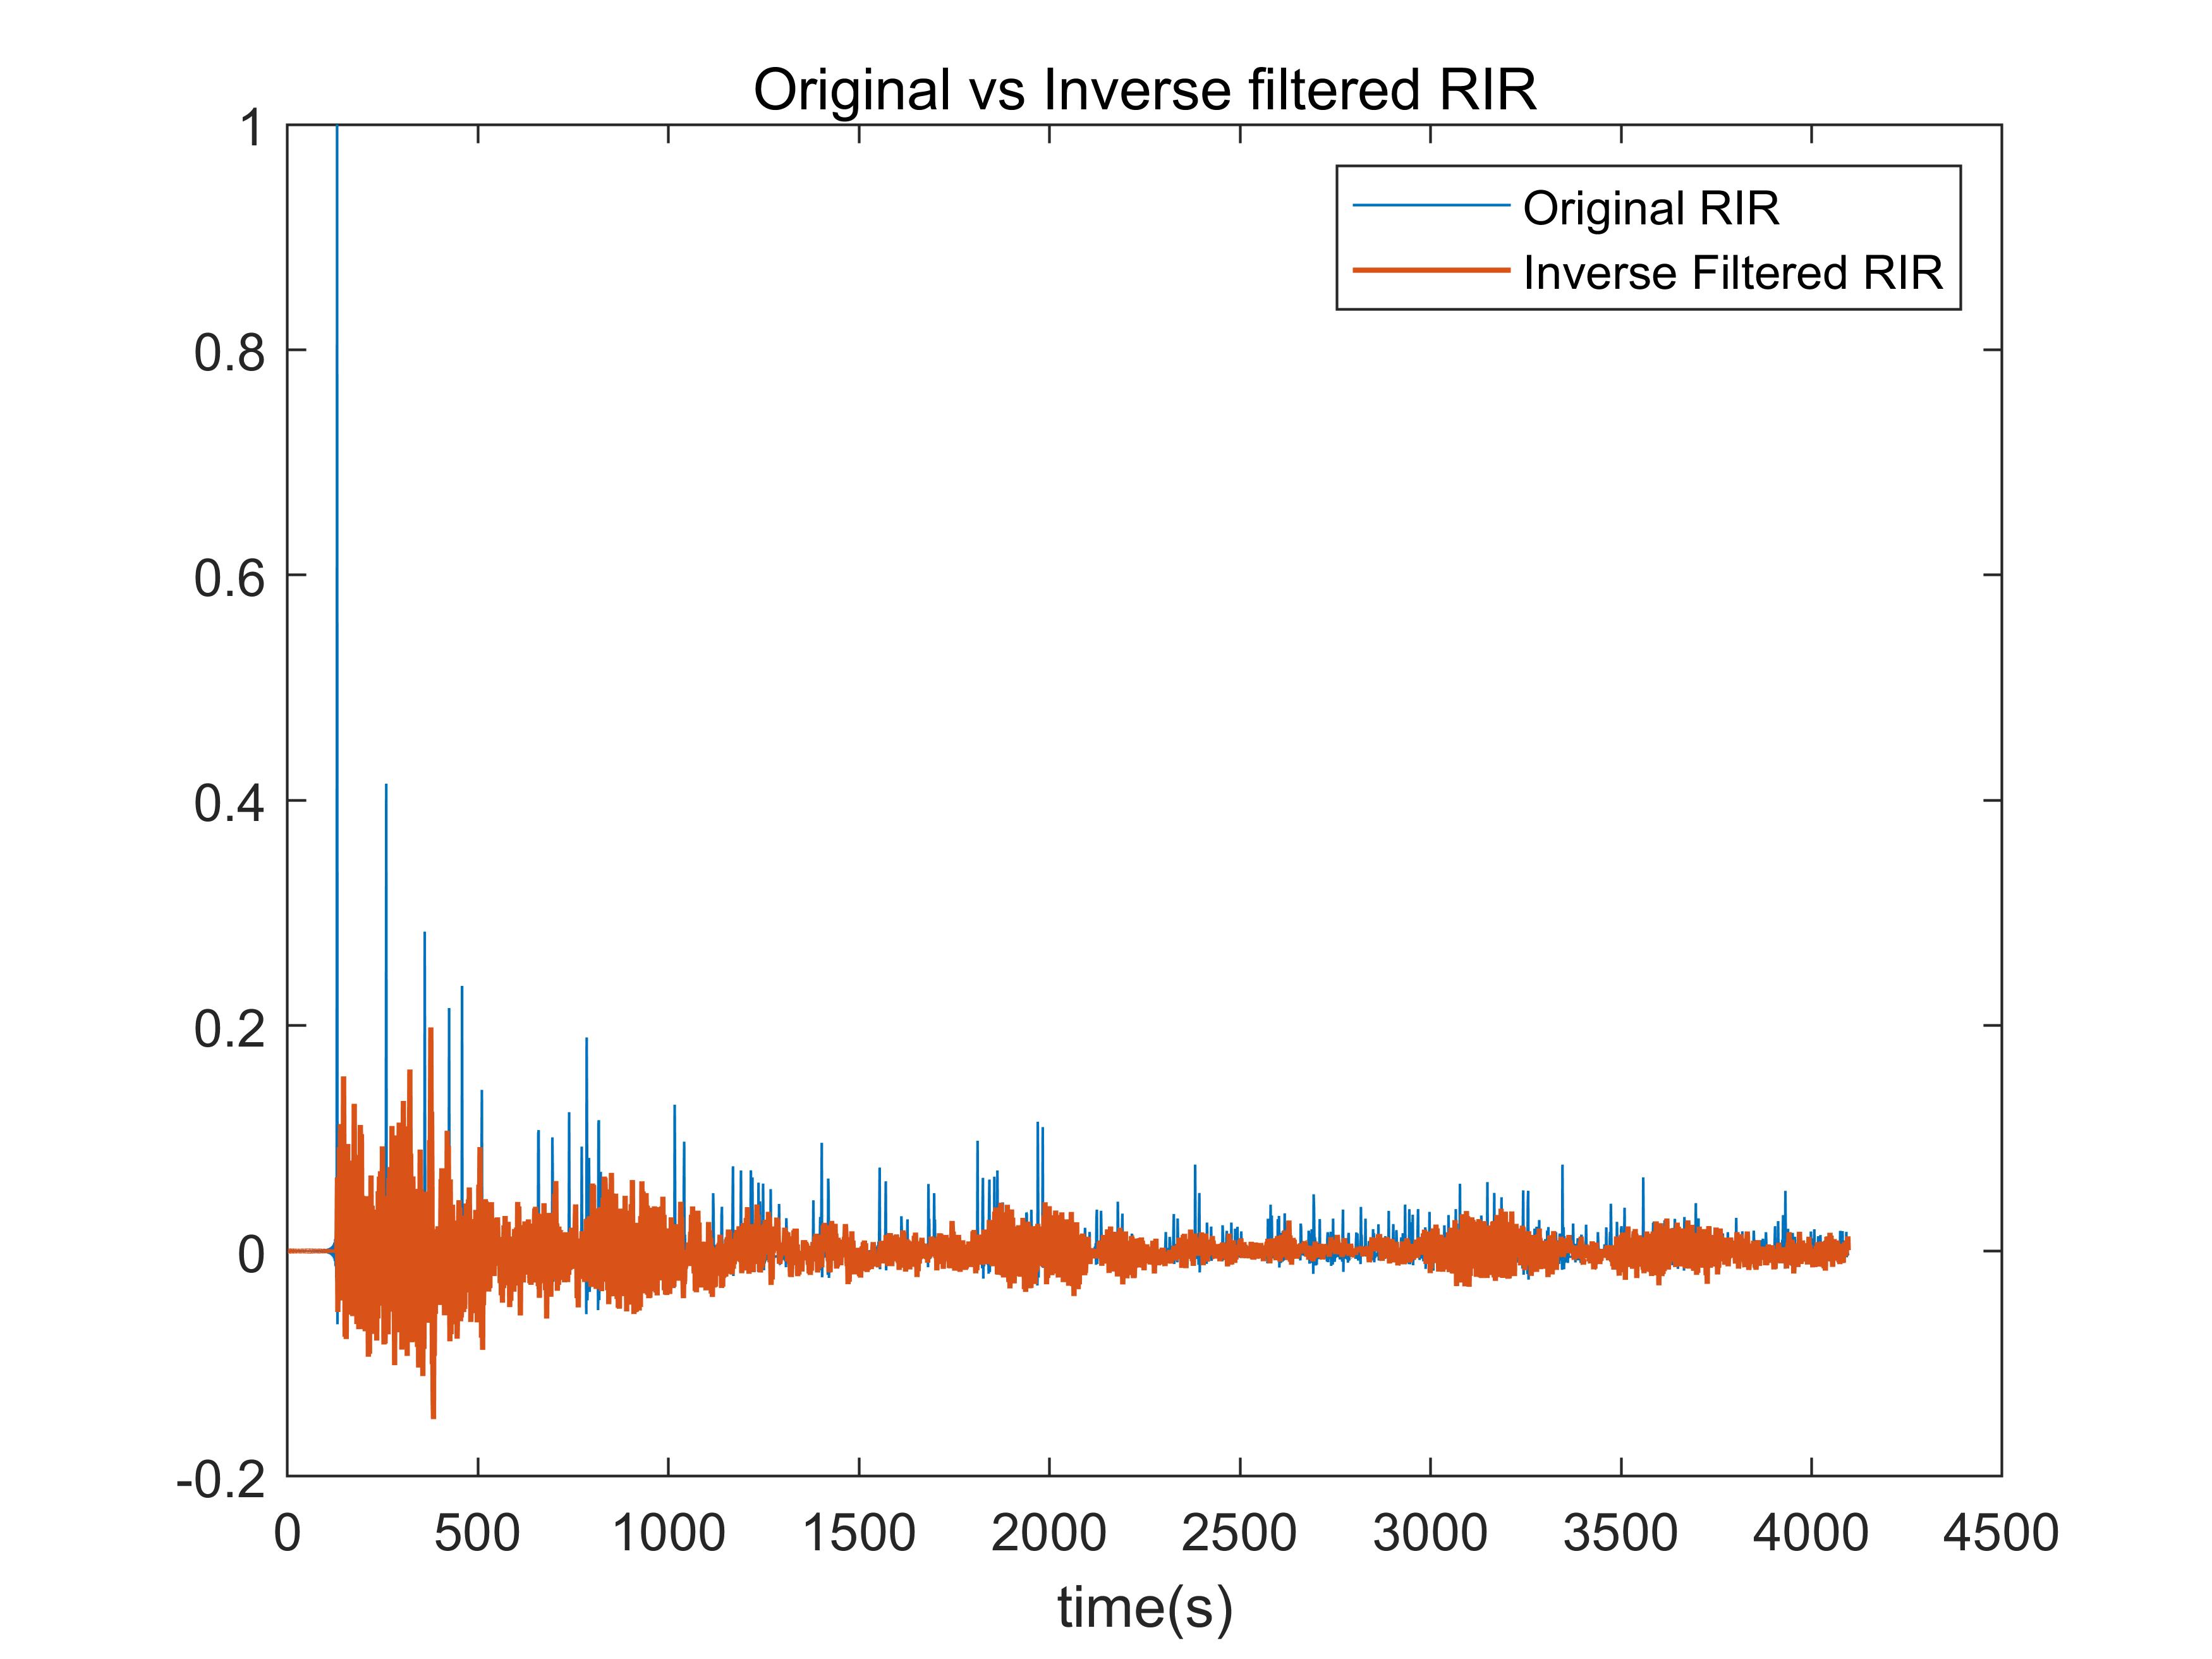 Original vs Inverse filtered RIR
1
Original RIR
Inverse Filtered RIR
0.8
0.6
0.4
0.2
0
-0.2
0 500 1000 1500 2000 2500 3000 3500 4000 4500
time(s)